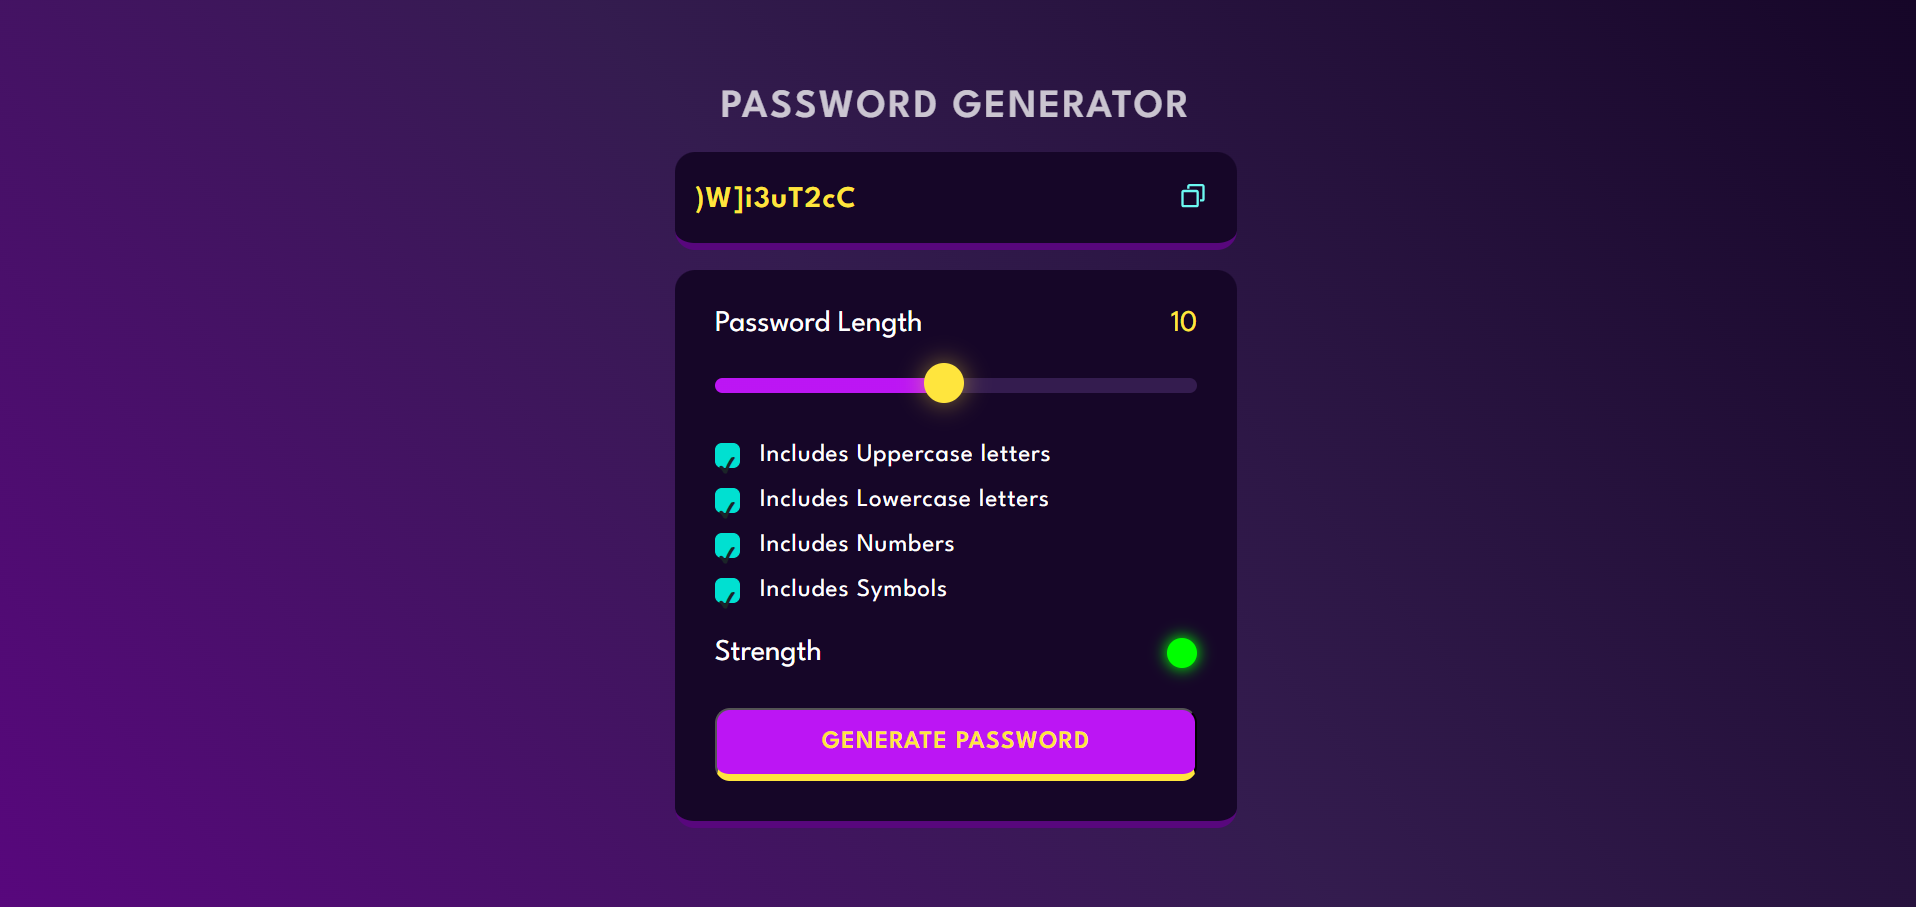 PASSWORD GENERATOR
)W]i3uT2cC
Password Length 10
Includes Uppercase letters
Includes Lowercase letters
Includes Numbers
Includes Symbols
Strength
GENERATE PASSWORD